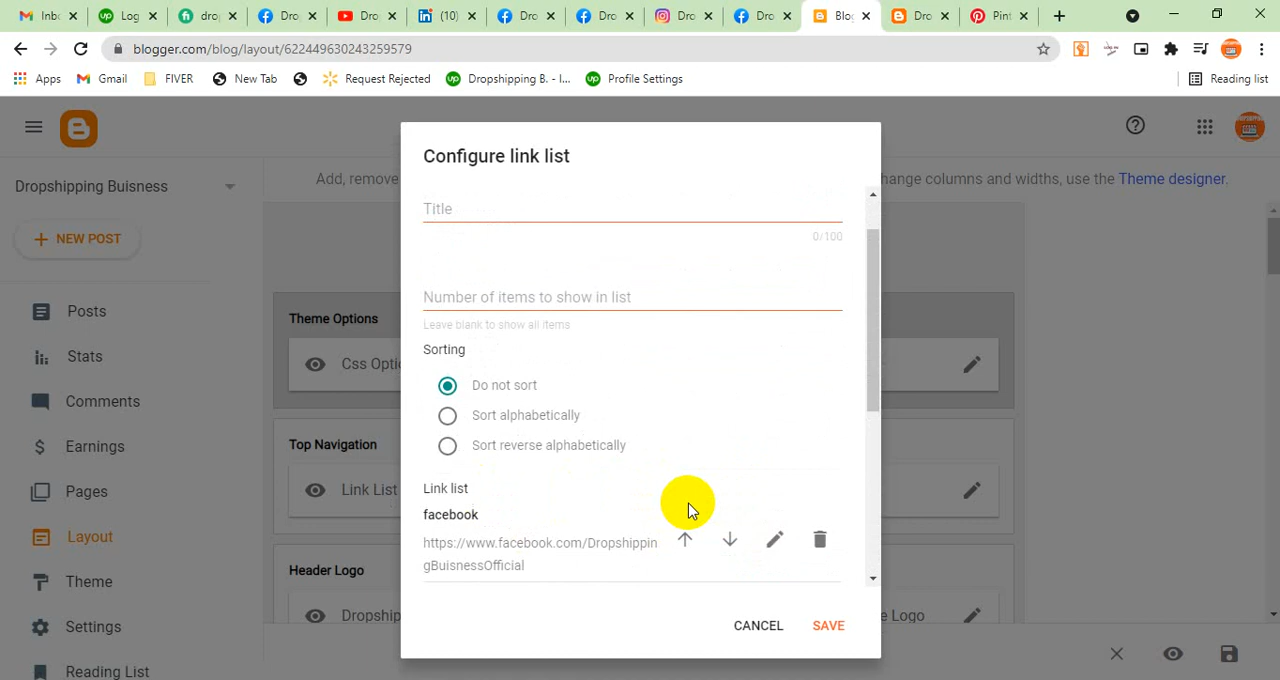 Inb
Log
dro
Drop
Dro
(10)
Dro
Dro
Dro
Dro
Blo
Dro
Pint
blogger.com/blog/layout/622449630243259579
Apps
Gmail
FIVER
New Tab
Request Rejected
Dropshipping B. - I...
Profile Settings
Reading list
Dropshipping Buisness
NEW POST
Posts
Stats
Comments
Earnings
Pages
Layout
Theme
Settings
Reading List
Add, remove
hange columns and widths, use the Theme designer.
Theme Options
Css Optio
Top Navigation
Link List
Header Logo
Dropshipp
e Logo
Configure link list
Title
0/100
Number of items to show in list
Leave blank to show all items
Sorting
Do not sort
Sort alphabetically
Sort reverse alphabetically
Link list
facebook
https://www.facebook.com/Dropshippin
gBuisnessOfficial
CANCEL
SAVE